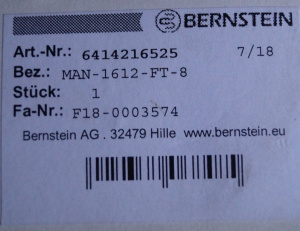 BERNSTEIN
Art.-Nr.: 6414216525 7/18
Bez.: MAN-1612-FT-8
Stück: 1
Fa-Nr.: F18-0003574
Bernstein AG . 32479 Hille www.bernstein.eu